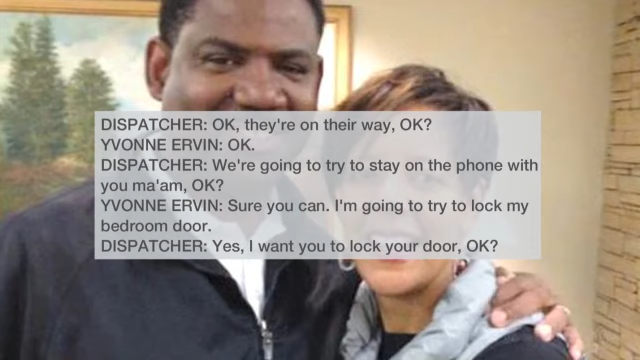 DISPATCHER: OK, they're on their way, OK?
YVONNE ERVIN: OK.
DISPATCHER: We're going to try to stay on the phone with
you ma'am, OK?
YVONNE ERVIN: Sure you can. I'm going to try to lock my
bedroom door.
DISPATCHER: Yes, I want you to lock your door, OK?